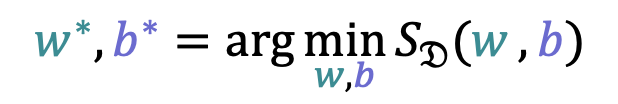 w*, b* = arg min S𝔇(w , b)
w,b